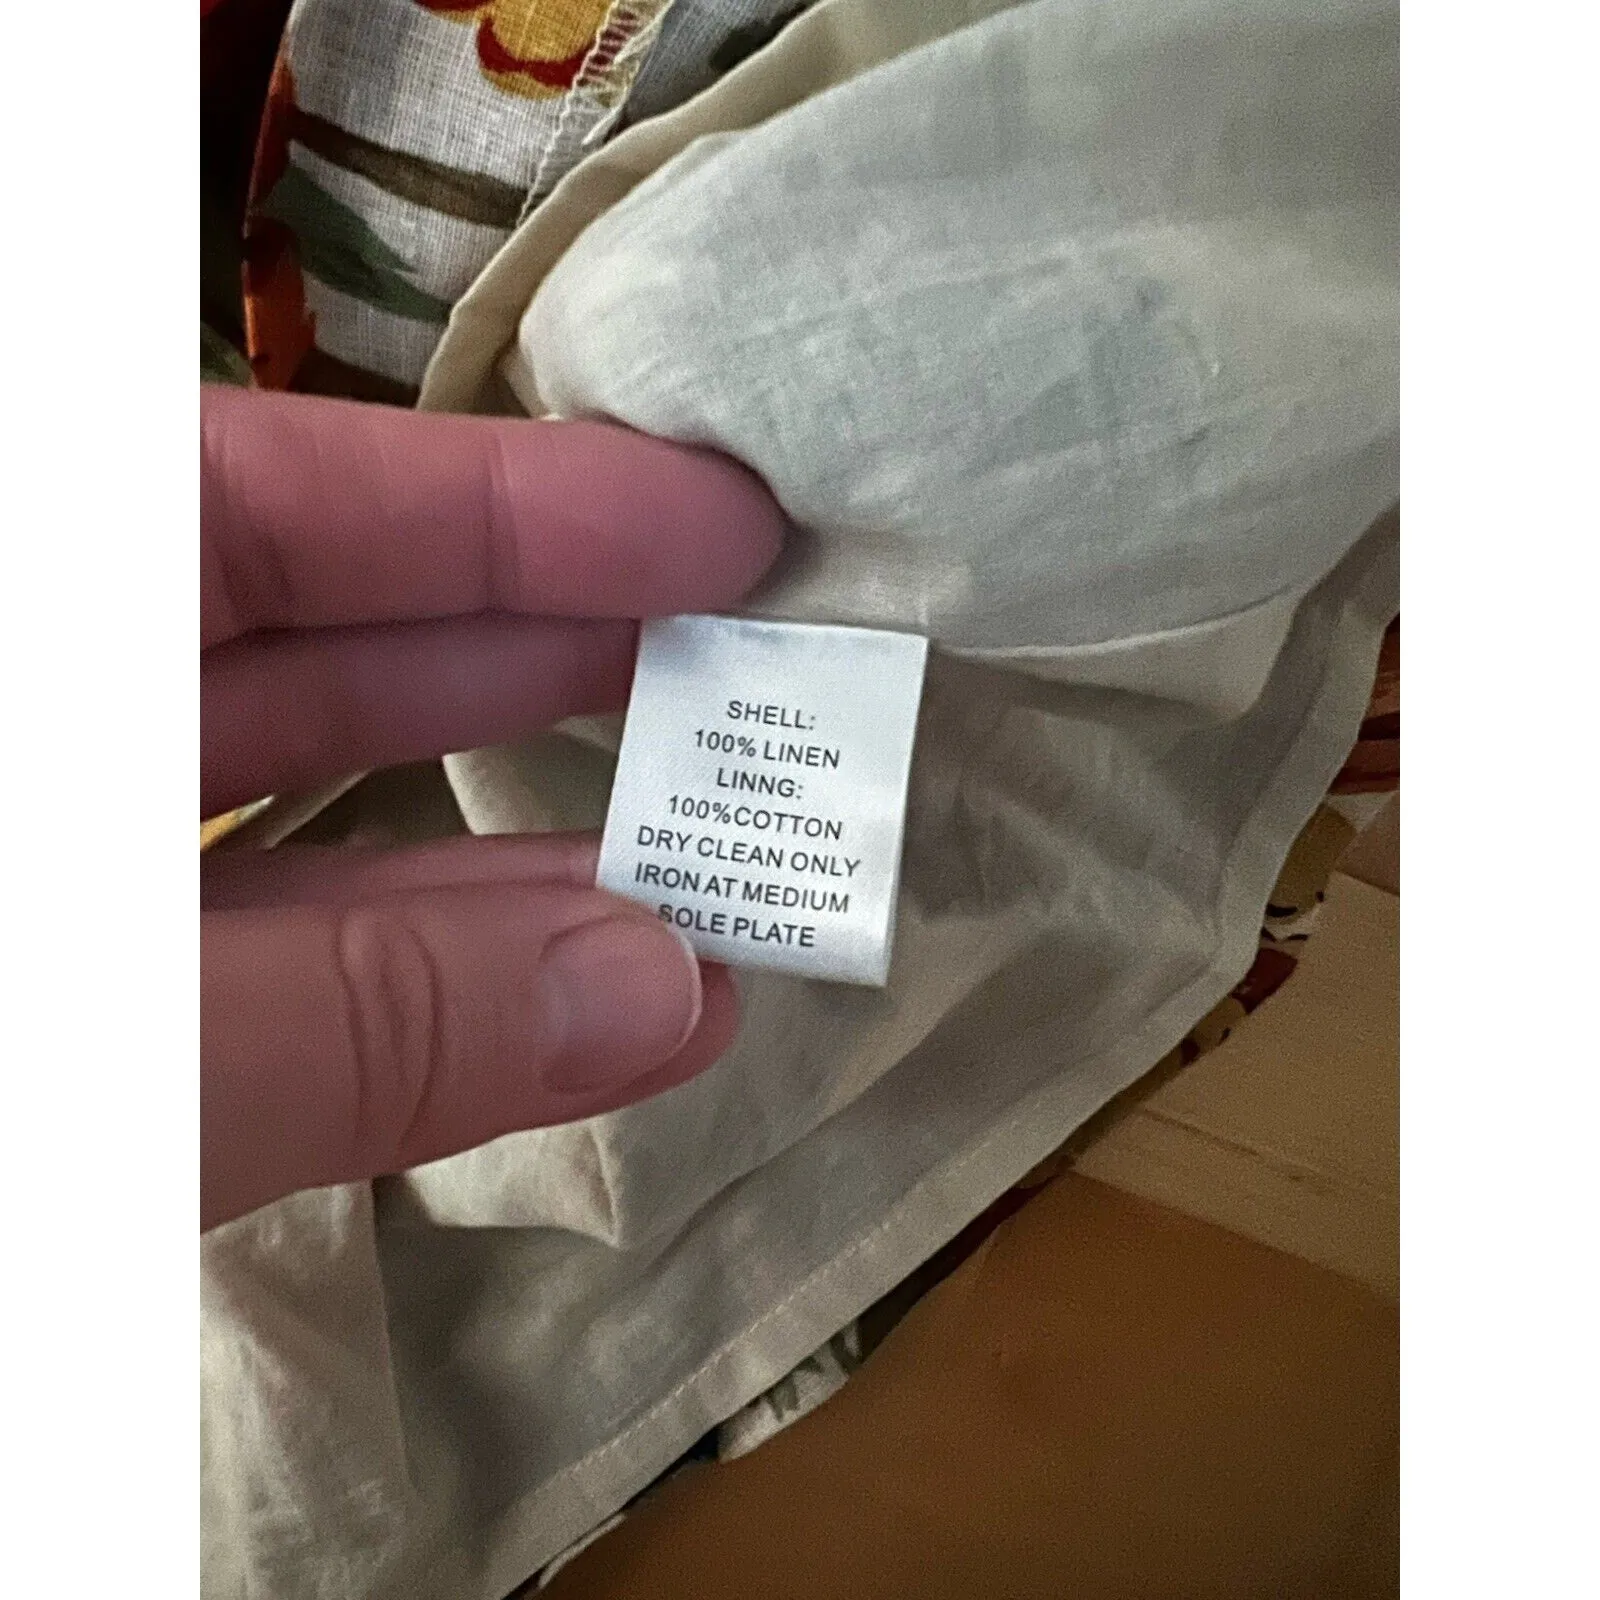 SHELL:
100% LINEN
LINNG:
100%COTTON
DRY CLEAN ONLY
IRON AT MEDIUM
SOLE PLATE